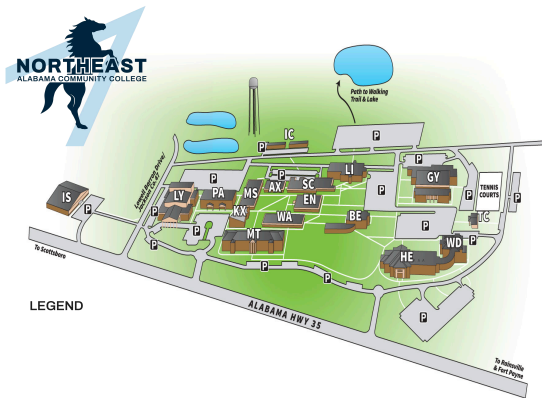 NORTHEAST
ALABAMA COMMUNITY COLLEGE
Path to Walking
Trail & Lake
IC
P
P
P
P
P
LI
GY
TENNIS
COURTS
P
IS
P
LY
PA
MS
AX
SC
EN
P
KX
WA
BE
P
TC
P
P
MT
HE
WD
P
P
P
P
To Scottsboro
LEGEND
ALABAMA HWY 35
To Rainsville
& Fort Payne